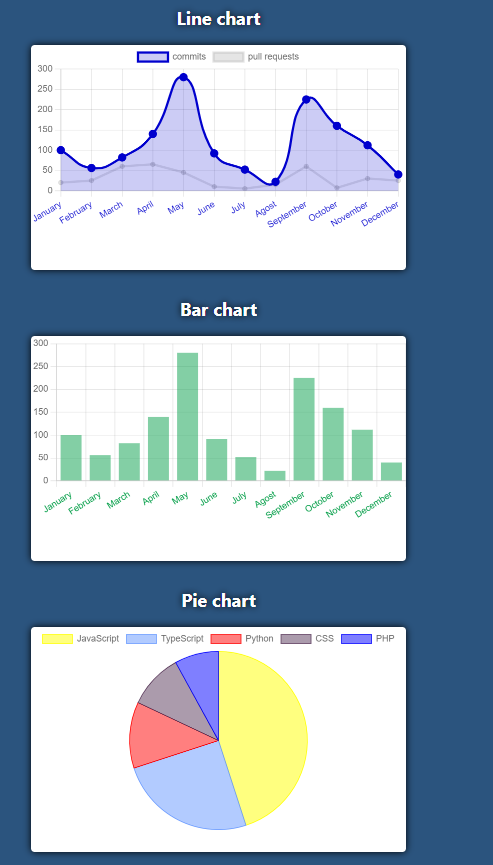 Line chart
commits pull requests
300
250
200
150
100
50
0
January February March April May June July Agost September October November December
Bar chart
300
250
200
150
100
50
0
January February March April May June July Agost September October November December
Pie chart
JavaScript TypeScript Python CSS PHP